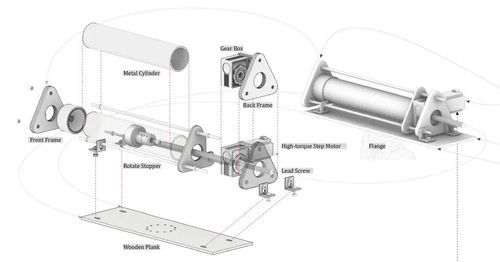 Gear Box
Metal Cylinder
Back Frame
Front Frame
High-torque Step Motor
Flange
Rotate Stopper
Lead Screw
Wooden Plank